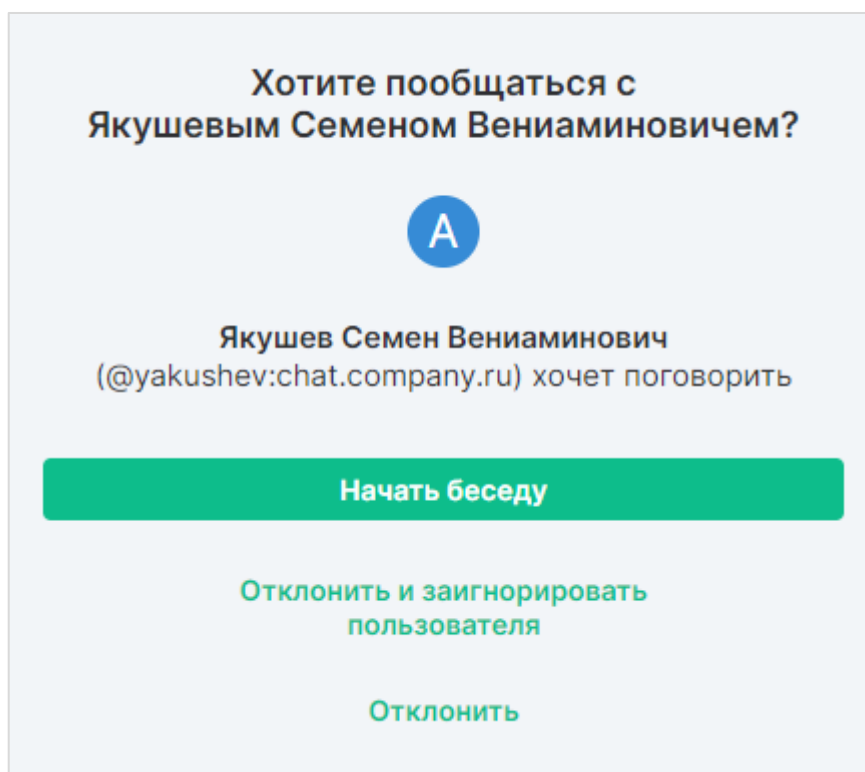 Хотите пообщаться с
Якушевым Семеном Вениаминовичем?
А
Якушев Семен Вениаминович
(@yakushev:chat.company.ru) хочет поговорить
Начать беседу
Отклонить и заигнорировать
пользователя
Отклонить